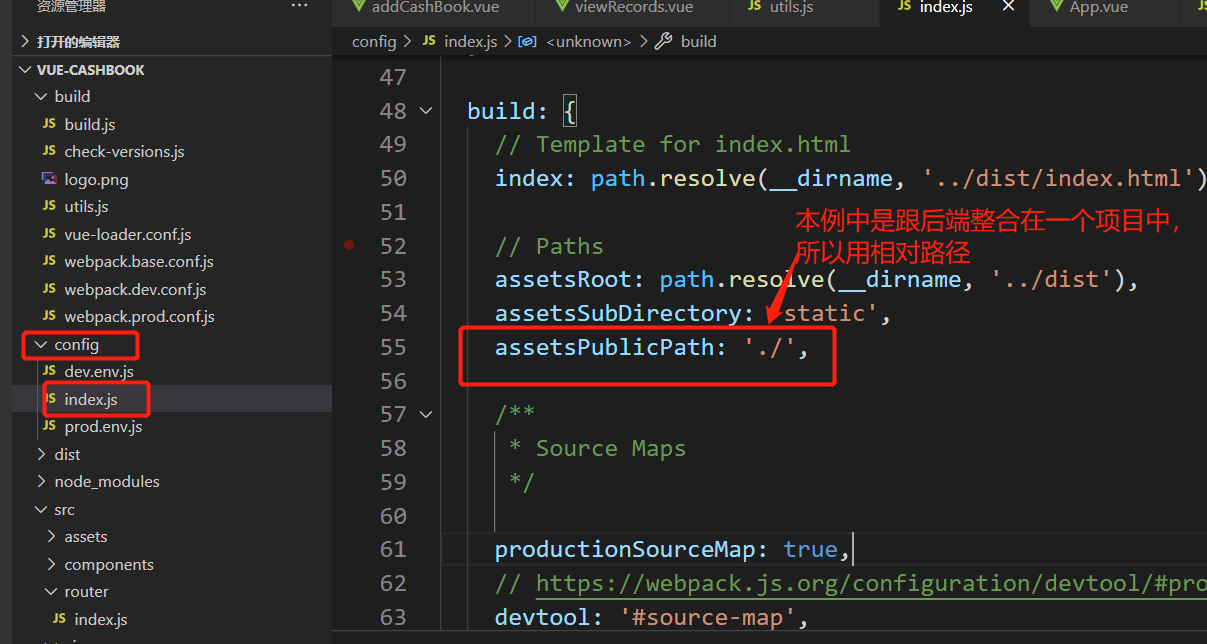 资源管理器 ···
打开的编辑器
VUE-CASHBOOK
build
JS build.js
JS check-versions.js
logo.png
JS utils.js
JS vue-loader.conf.js
JS webpack.base.conf.js
JS webpack.dev.conf.js
JS webpack.prod.conf.js
config
JS dev.env.js
JS index.js
JS prod.env.js
dist
node_modules
src
assets
components
router
JS index.js
addCashBook.vue viewRecords.vue JS utils.js JS index.js App.vue
config > JS index.js > <unknown> > build
47
48 build: {
49 // Template for index.html
50 index: path.resolve(__dirname, '../dist/index.html')
51
本例中是跟后端整合在一个项目中，
所以用相对路径
52 // Paths
53 assetsRoot: path.resolve(__dirname, '../dist'),
54 assetsSubDirectory: 'static',
55 assetsPublicPath: './',
56
57 /**
58 * Source Maps
59 */
60
61 productionSourceMap: true,
62 // https://webpack.js.org/configuration/devtool/#pro
63 devtool: '#source-map',